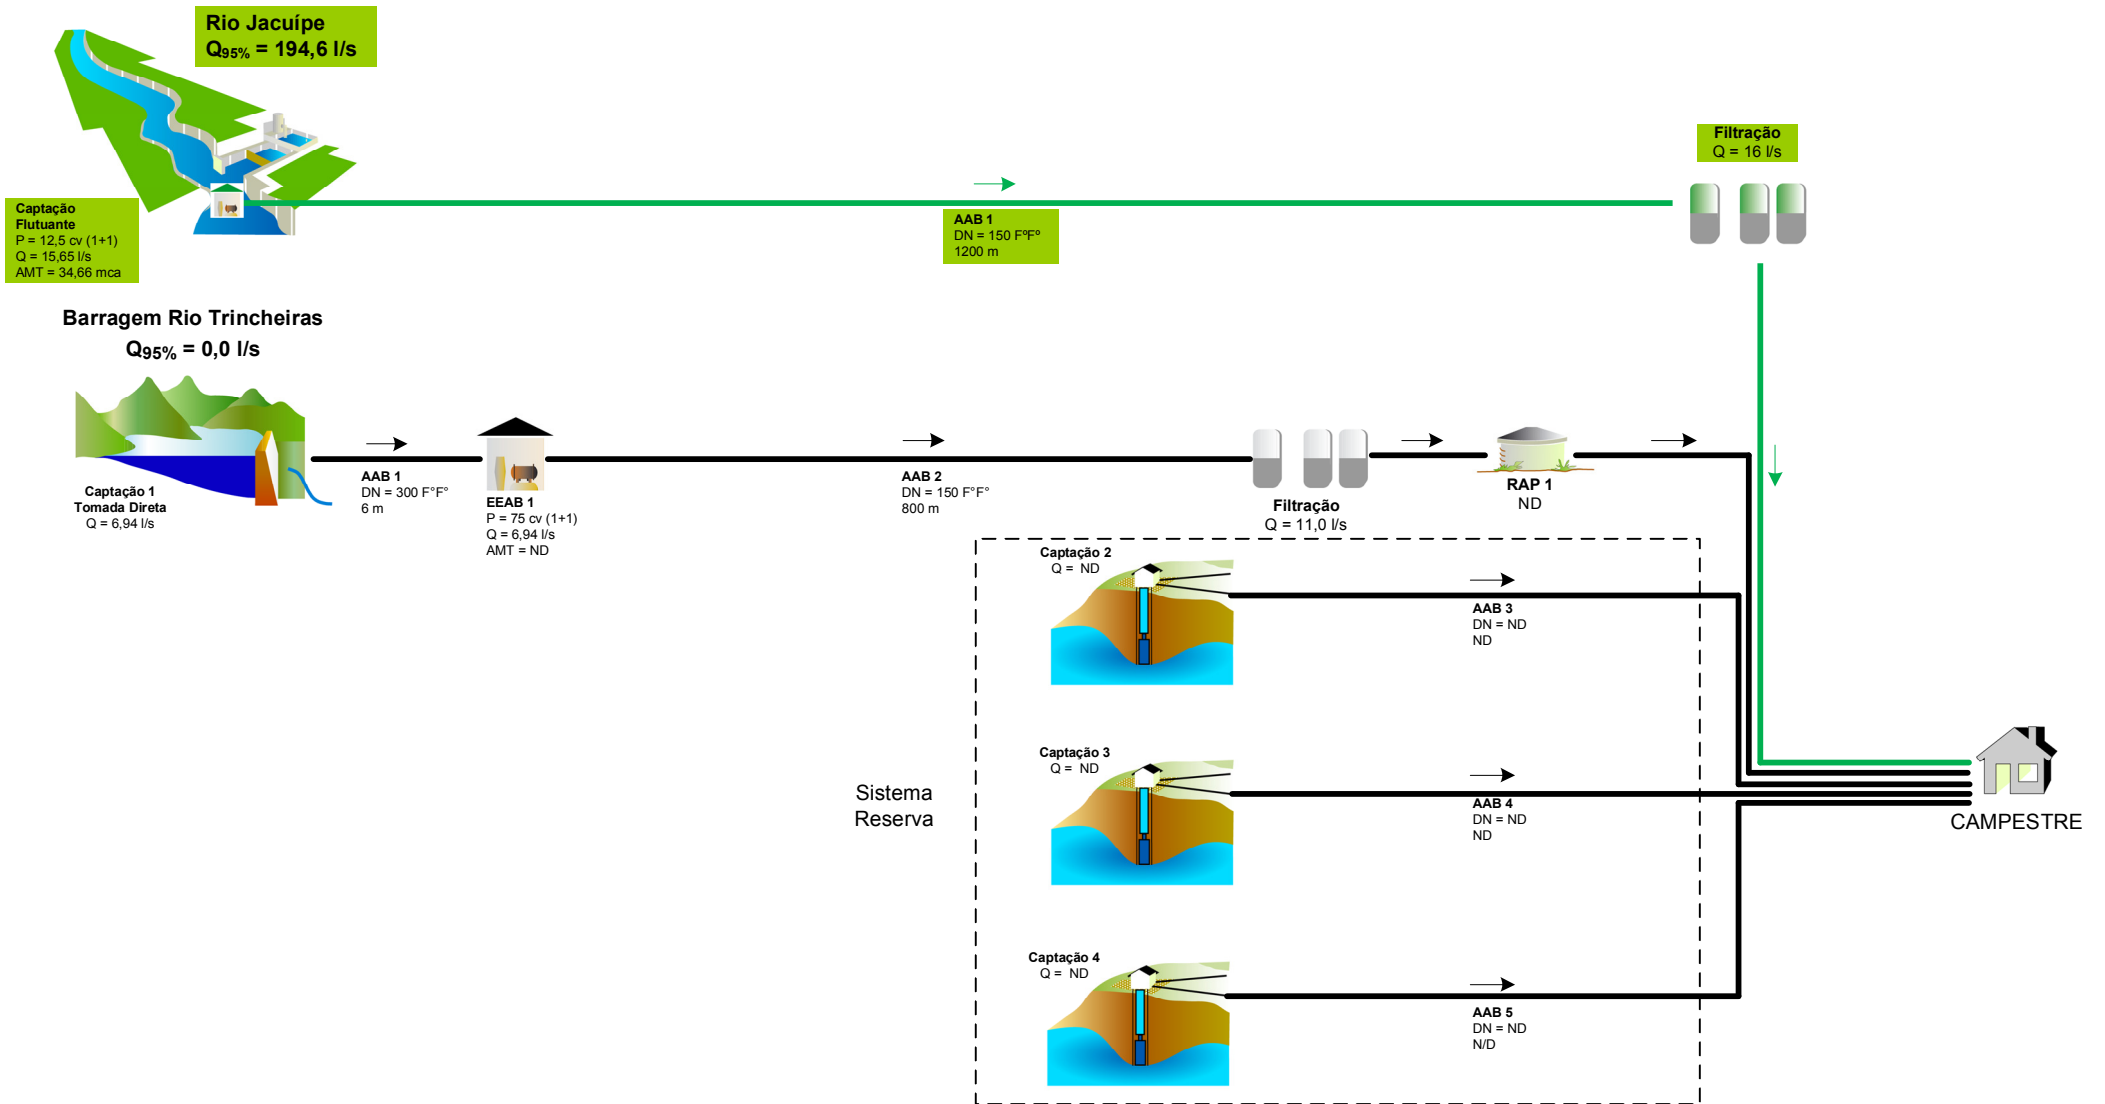 Rio Jacuípe
Q95% = 194,6 l/s
Captação
Flutuante
P = 12,5 cv (1+1)
Q = 15,65 l/s
AMT = 34,66 mca
AAB 1
DN = 150 FºFº
1200 m
Filtração
Q = 16 l/s
Barragem Rio Trincheiras
Q95% = 0,0 l/s
Captação 1
Tomada Direta
Q = 6,94 l/s
AAB 1
DN = 300 F°F°
6 m
EEAB 1
P = 75 cv (1+1)
Q = 6,94 l/s
AMT = ND
AAB 2
DN = 150 F°F°
800 m
Filtração
Q = 11,0 l/s
RAP 1
ND
Captação 2
Q = ND
AAB 3
DN = ND
ND
Captação 3
Q = ND
AAB 4
DN = ND
ND
Sistema
Reserva
CAMPESTRE
Captação 4
Q = ND
AAB 5
DN = ND
N/D